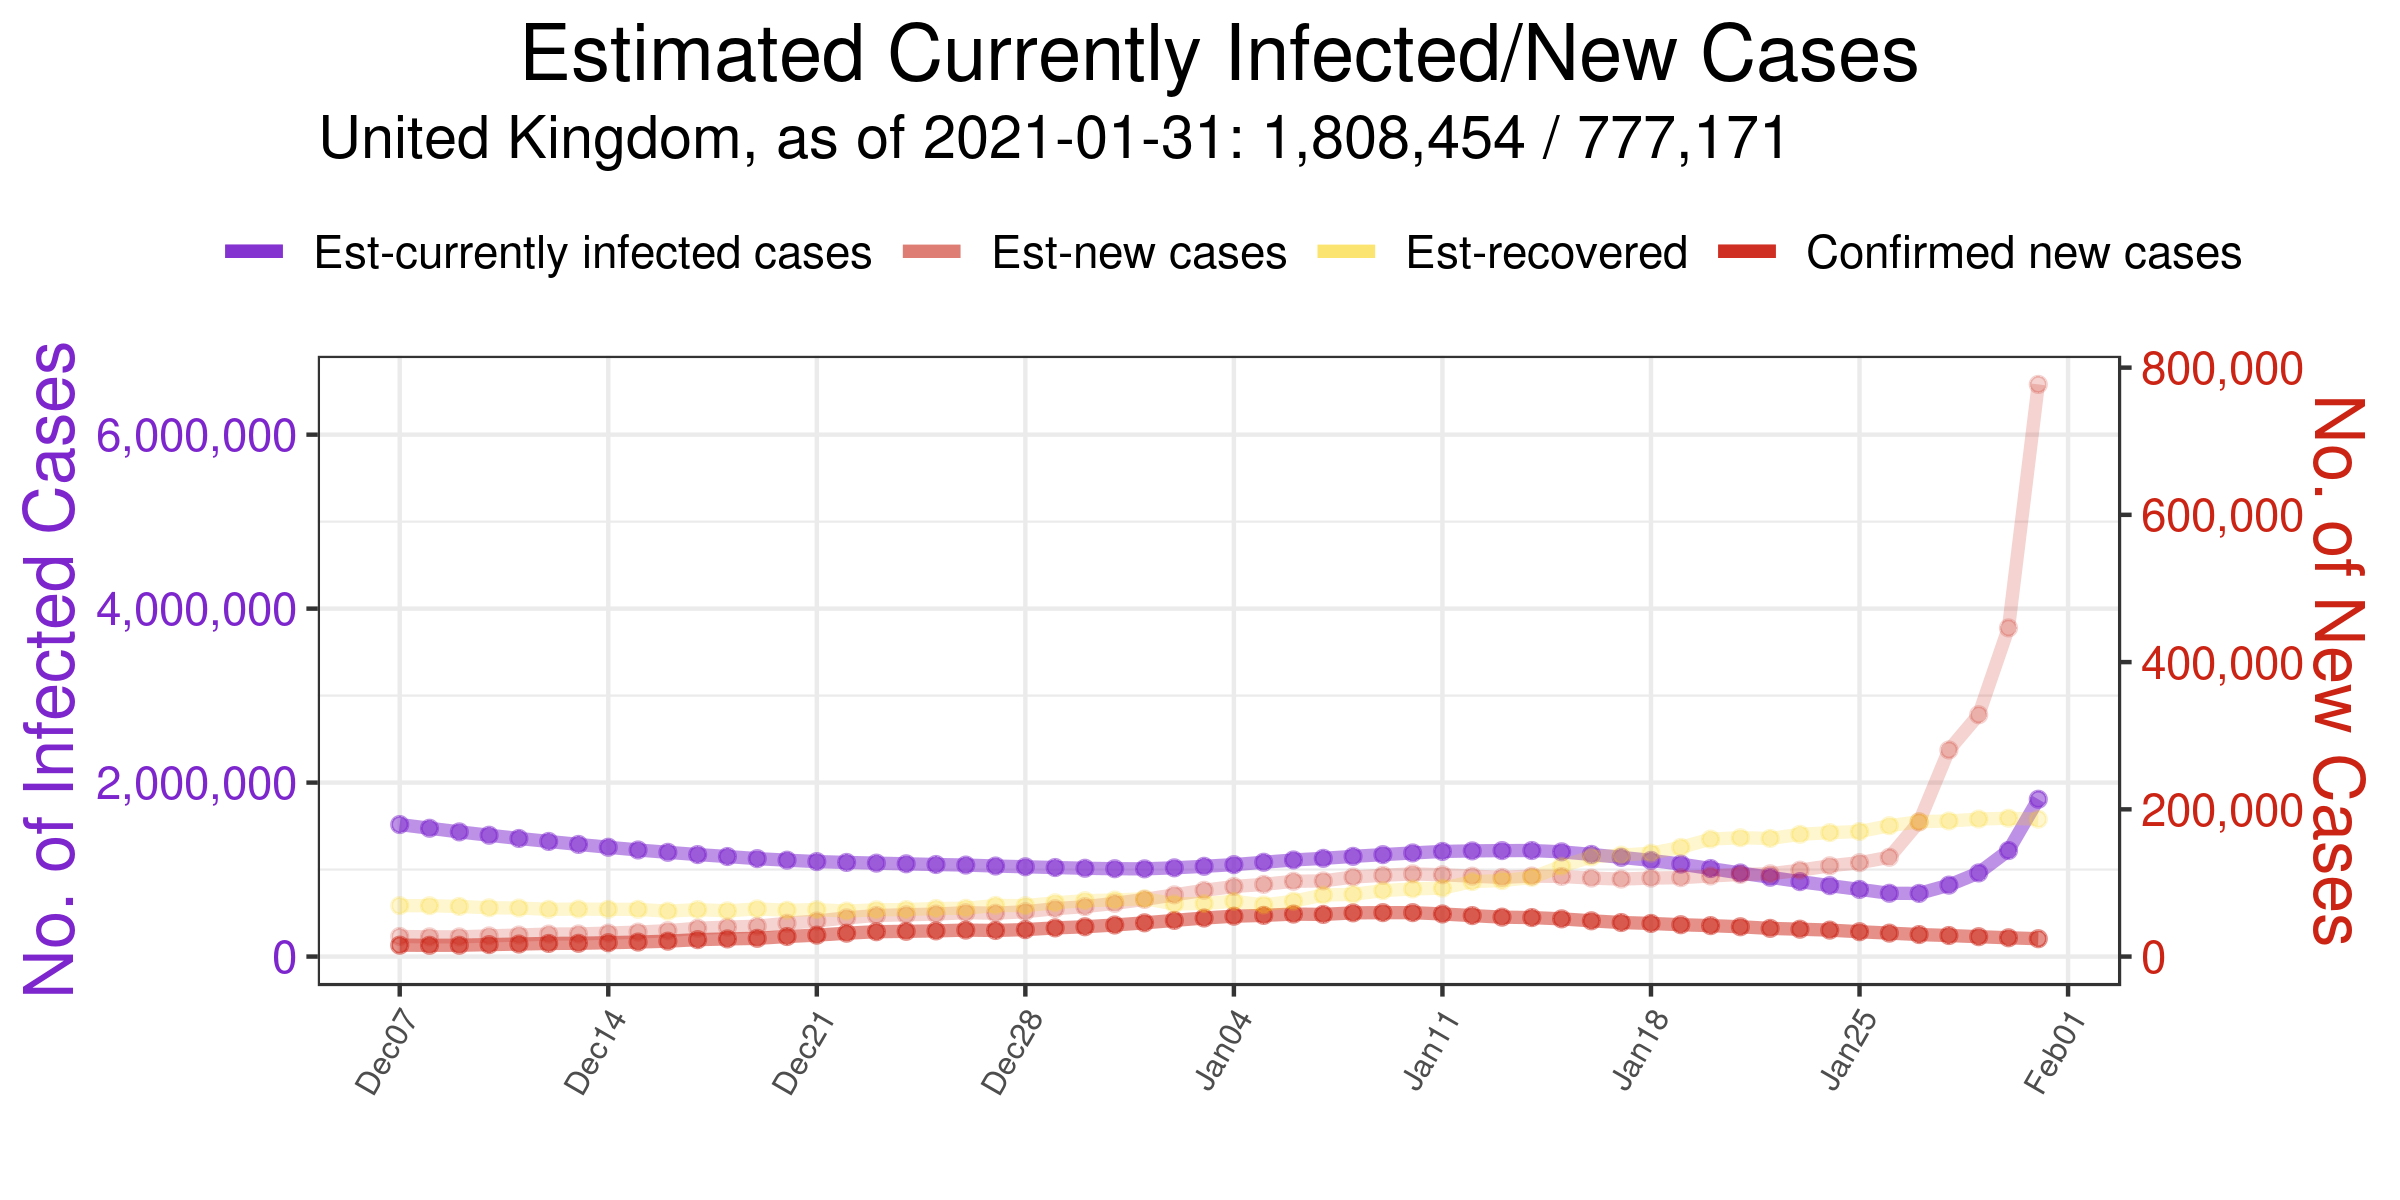 Estimated Currently Infected/New Cases
United Kingdom, as of 2021-01-31: 1,808,454 / 777,171
Est-currently infected cases Est-new cases Est-recovered Confirmed new cases
No. of Infected Cases
6,000,000
4,000,000
2,000,000
0
800,000
600,000
400,000
200,000
0
No. of New Cases
Dec07 Dec14 Dec21 Dec28 Jan04 Jan11 Jan18 Jan25 Feb01